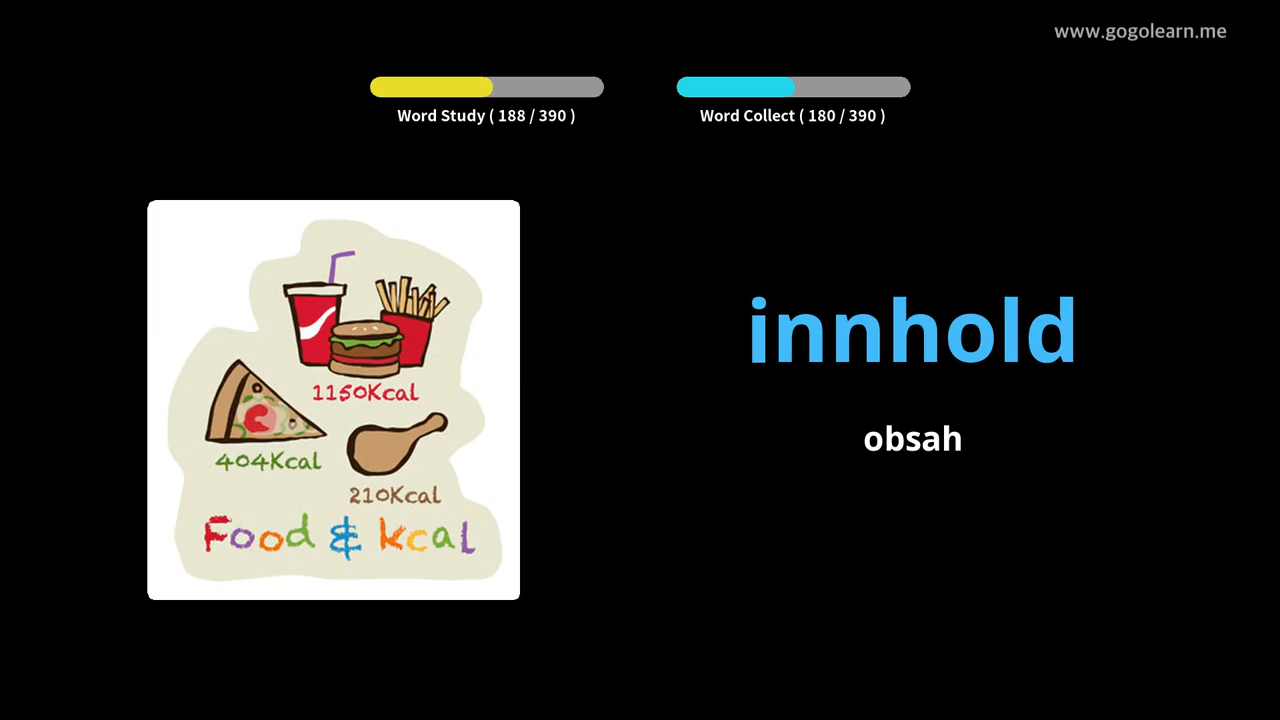 www.gogolearn.me
Word Study ( 188 / 390 )
Word Collect ( 180 / 390 )
1150Kcal
404Kcal
210Kcal
Food & kcal
innhold
obsah